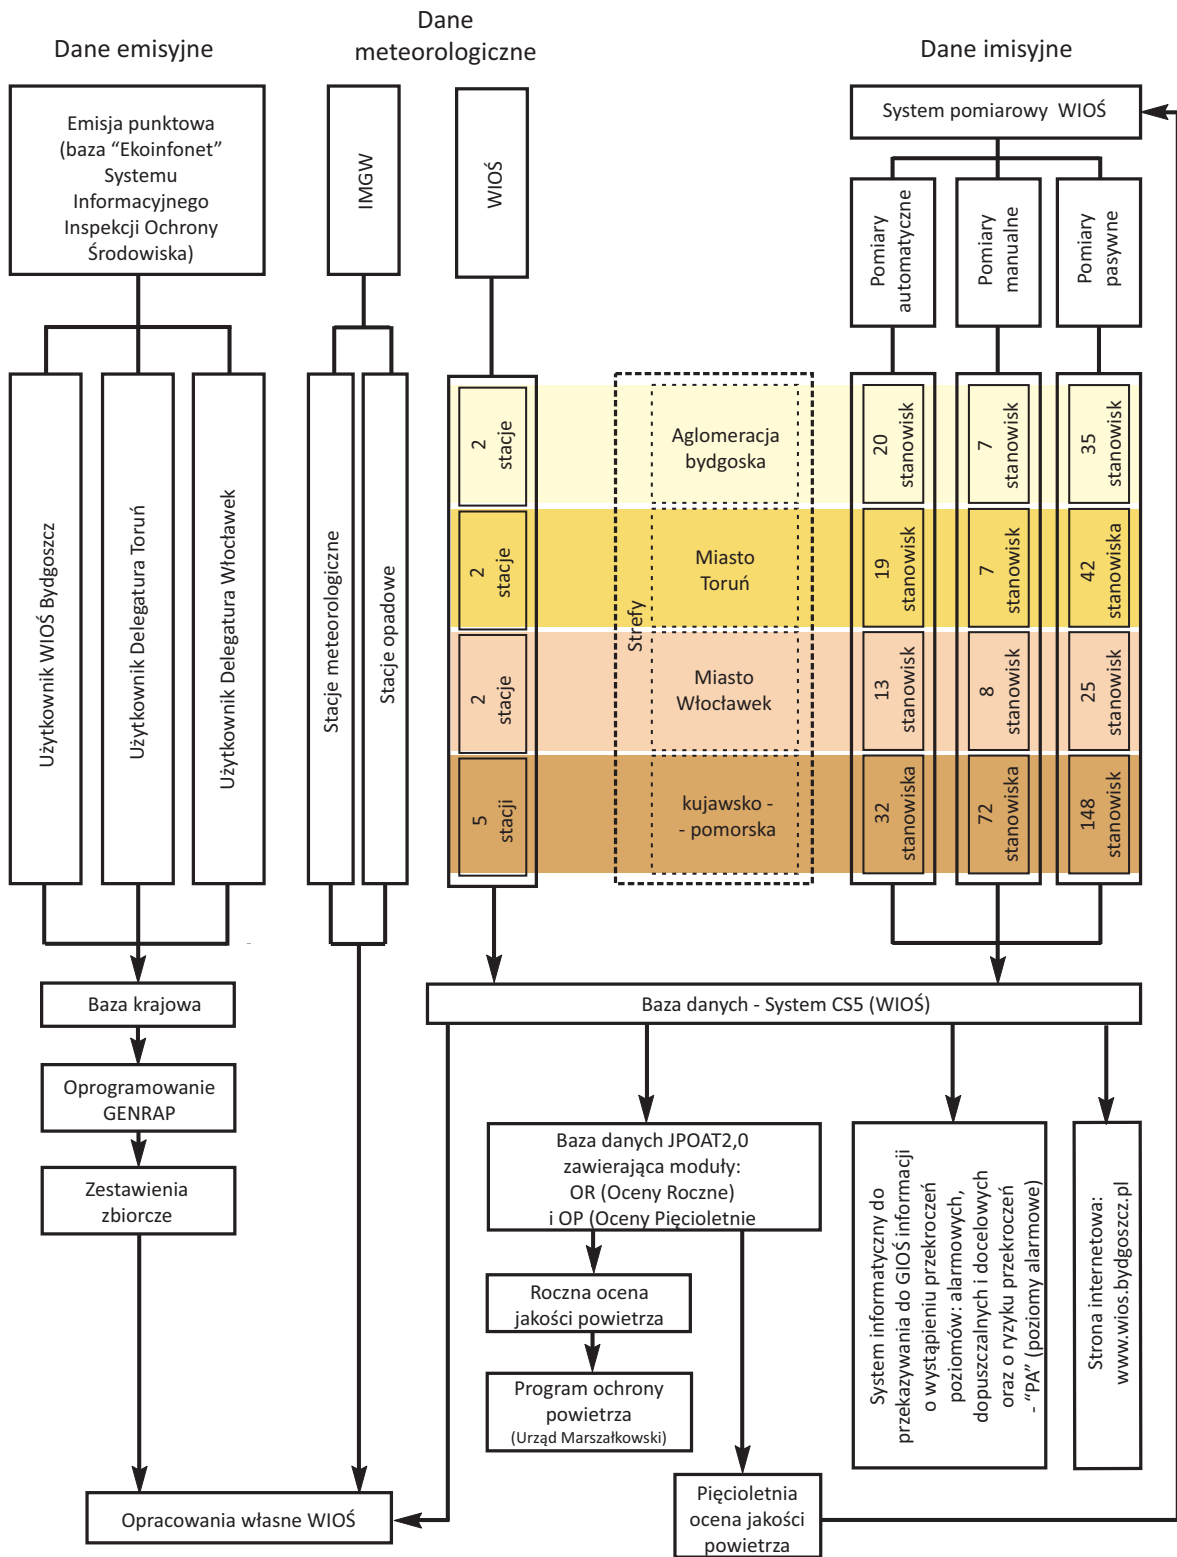 Dane emisyjne
Dane
meteorologiczne
Dane imisyjne
Emisja punktowa
(baza “Ekoinfonet”
Systemu
Informacyjnego
Inspekcji Ochrony
Środowiska)
IMGW
WIOŚ
System pomiarowy WIOŚ
Pomiary
automatyczne
Pomiary
manualne
Pomiary
pasywne
Użytkownik WIOŚ Bydgoszcz
Użytkownik Delegatura Toruń
Użytkownik Delegatura Włocławek
Stacje meteorologiczne
Stacje opadowe
2
stacje
2
stacje
2
stacje
5
stacji
Strefy
Aglomeracja
bydgoska
Miasto
Toruń
Miasto
Włocławek
kujawsko -
- pomorska
20
stanowisk
19
stanowisk
13
stanowisk
32
stanowiska
7
stanowisk
7
stanowisk
8
stanowisk
72
stanowiska
35
stanowisk
42
stanowiska
25
stanowisk
148
stanowisk
Baza krajowa
Oprogramowanie
GENRAP
Zestawienia
zbiorcze
Baza danych - System CS5 (WIOŚ)
Baza danych JPOAT2,0
zawierająca moduły:
OR (Oceny Roczne)
i OP (Oceny Pięcioletnie
Roczna ocena
jakości powietrza
Program ochrony
powietrza
(Urząd Marszałkowski)
System informatyczny do
przekazywania do GIOŚ informacji
o wystąpieniu przekroczeń
poziomów: alarmowych,
dopuszczalnych i docelowych
oraz o ryzyku przekroczeń
- “PA” (poziomy alarmowe)
Strona internetowa:
www.wios.bydgoszcz.pl
Opracowania własne WIOŚ
Pięcioletnia
ocena jakości
powietrza